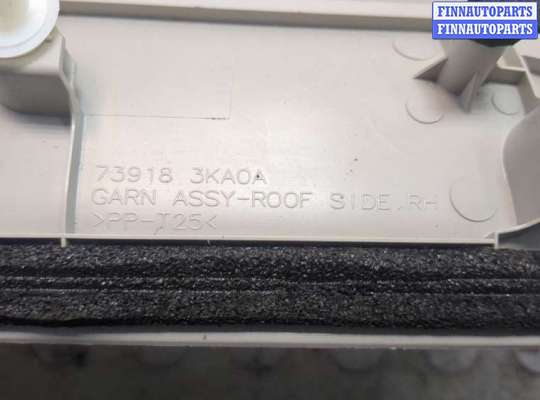 FINNAUTOPARTS
FINNAUTOPARTS
73918 3KA0A
GARN ASSY-ROOF SIDE,RH
>PP-T25<